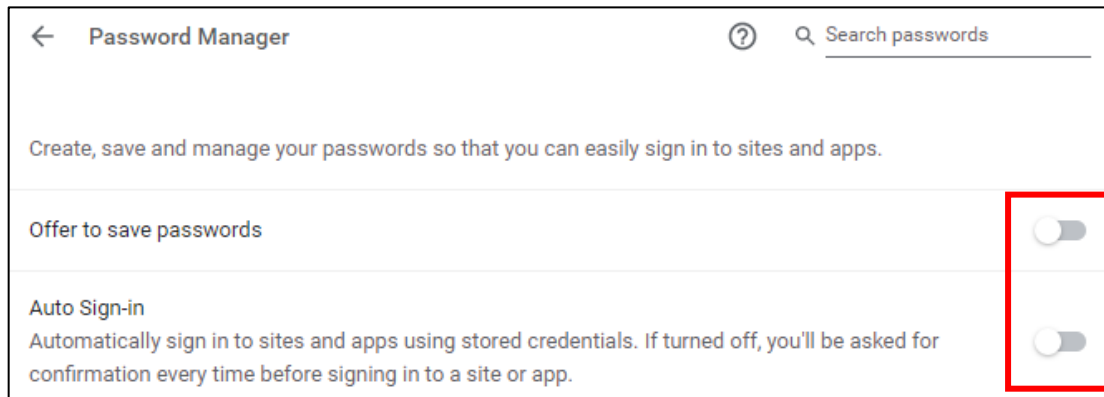 Password Manager
Search passwords
Create, save and manage your passwords so that you can easily sign in to sites and apps.
Offer to save passwords
Auto Sign-in
Automatically sign in to sites and apps using stored credentials. If turned off, you'll be asked for
confirmation every time before signing in to a site or app.